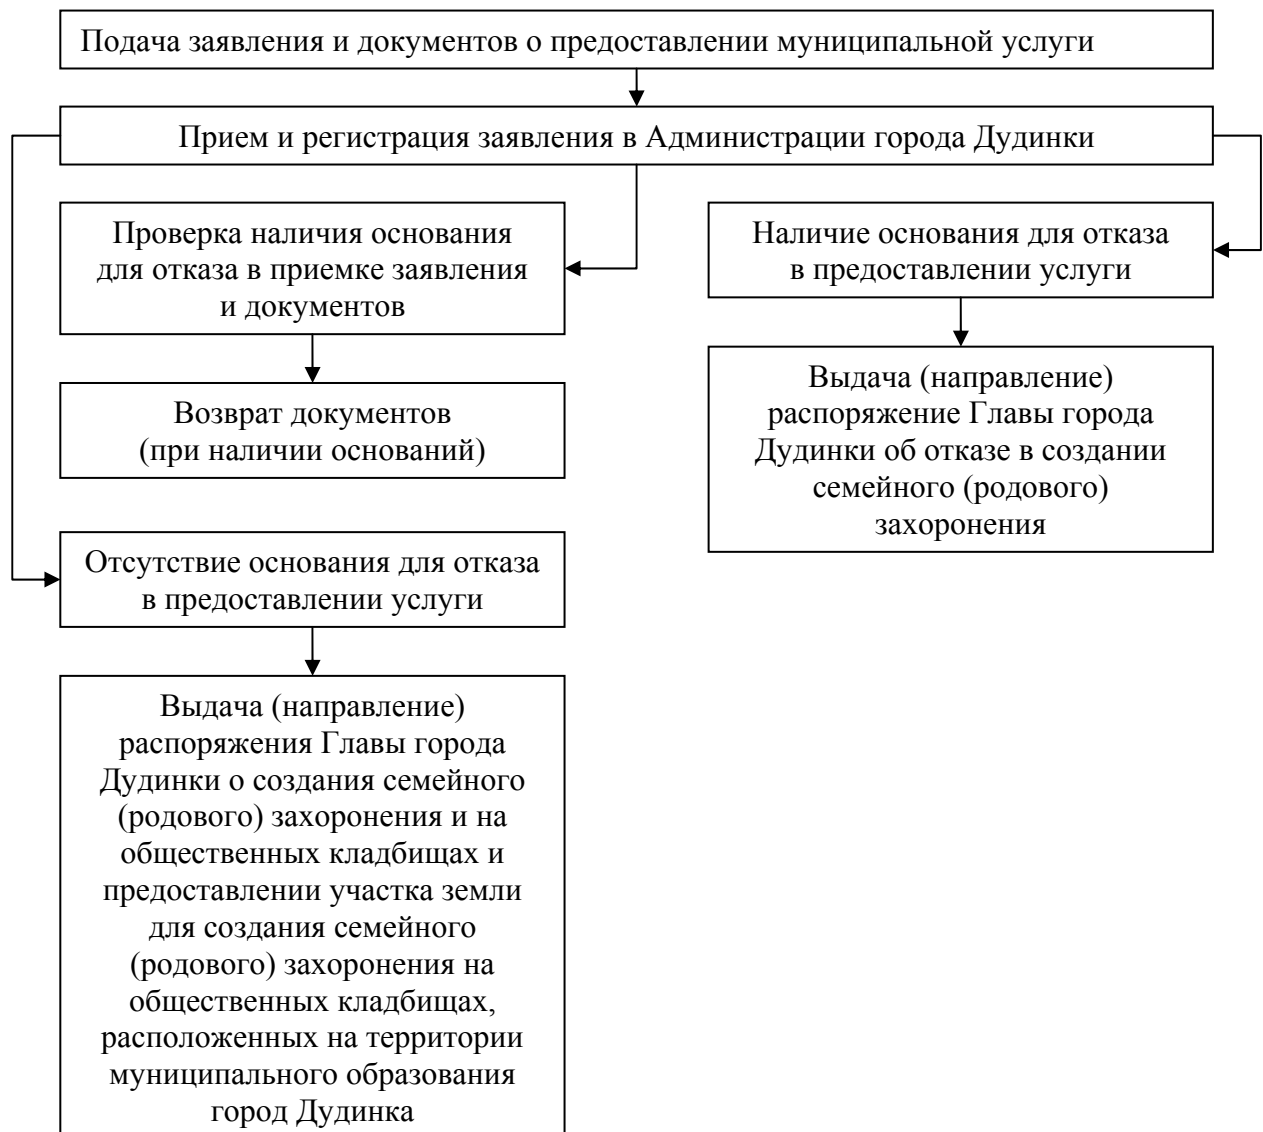 Подача заявления и документов о предоставлении муниципальной услуги
Прием и регистрация заявления в Администрации города Дудинки
Проверка наличия основания
для отказа в приемке заявления
и документов
Наличие основания для отказа
в предоставлении услуги
Возврат документов
(при наличии оснований)
Выдача (направление)
распоряжение Главы города
Дудинки об отказе в создании
семейного (родового)
захоронения
Отсутствие основания для отказа
в предоставлении услуги
Выдача (направление)
распоряжения Главы города
Дудинки о создания семейного
(родового) захоронения и на
общественных кладбищах и
предоставлении участка земли
для создания семейного
(родового) захоронения на
общественных кладбищах,
расположенных на территории
муниципального образования
город Дудинка